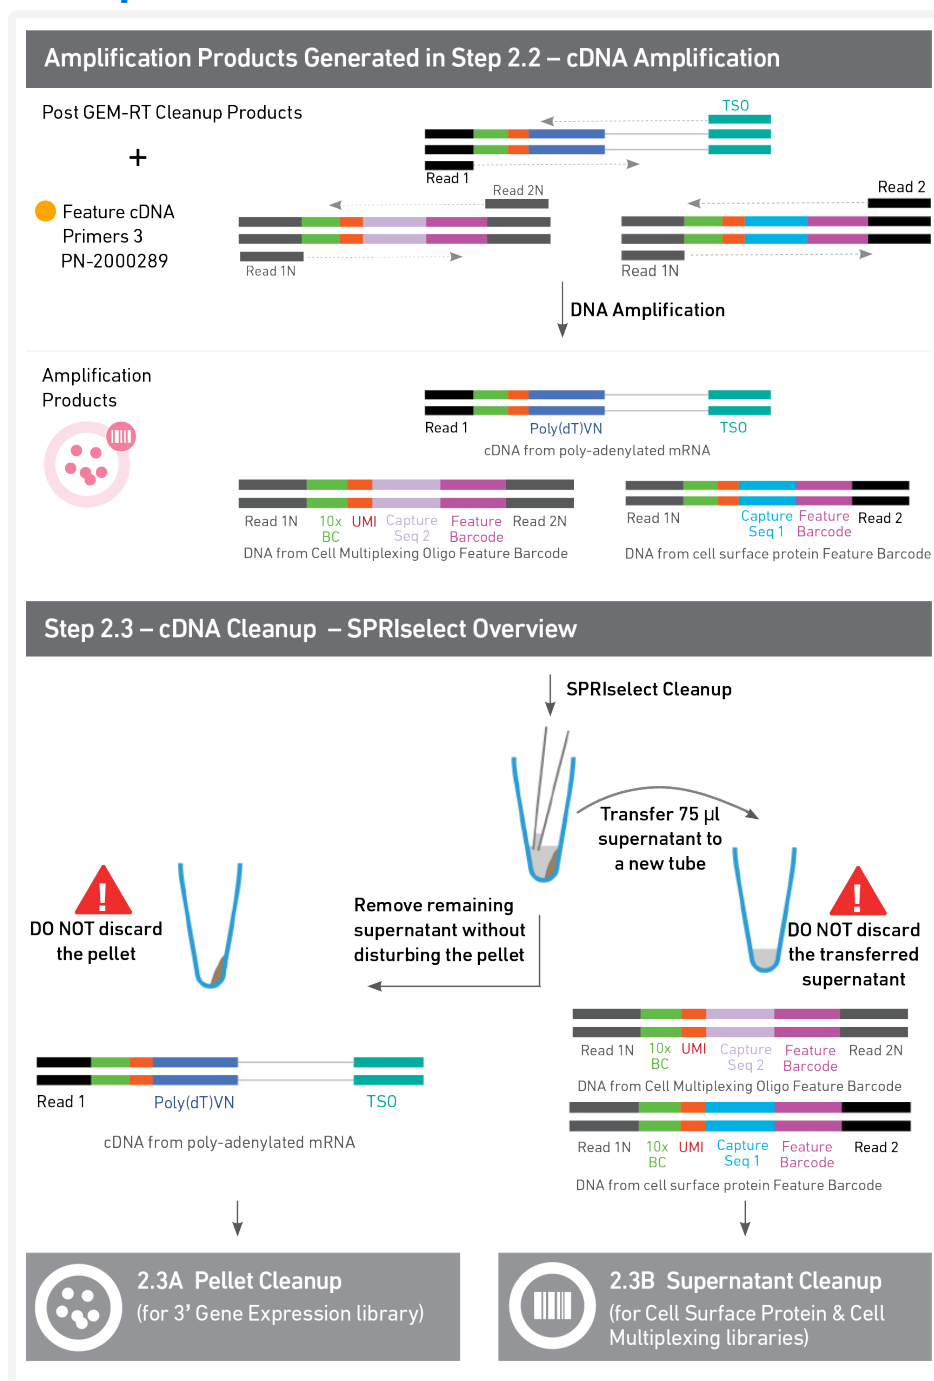 Amplification Products Generated in Step 2.2 – cDNA Amplification
Post GEM-RT Cleanup Products
+
Feature cDNA
Primers 3
PN-2000289
TSO
Read 1
Read 2N
Read 1N
Read 2
Read 1N
DNA Amplification
Amplification
Products
Read 1
Poly(dT)VN
TSO
cDNA from poly-adenylated mRNA
Read 1N
10x
BC
UMI
Capture
Seq 2
Feature
Barcode
Read 2N
DNA from Cell Multiplexing Oligo Feature Barcode
Read 1N
Capture
Seq 1
Feature
Barcode
Read 2
DNA from cell surface protein Feature Barcode
Step 2.3 – cDNA Cleanup – SPRIselect Overview
SPRIselect Cleanup
Transfer 75 µl
supernatant to
a new tube
!
DO NOT discard
the pellet
Remove remaining
supernatant without
disturbing the pellet
!
DO NOT discard
the transferred
supernatant
Read 1
Poly(dT)VN
TSO
cDNA from poly-adenylated mRNA
Read 1N
10x
BC
UMI
Capture
Seq 2
Feature
Barcode
Read 2N
DNA from Cell Multiplexing Oligo Feature Barcode
Read 1N
10x
BC
UMI
Capture
Seq 1
Feature
Barcode
Read 2
DNA from cell surface protein Feature Barcode
2.3A Pellet Cleanup
(for 3’ Gene Expression library)
2.3B Supernatant Cleanup
(for Cell Surface Protein & Cell
Multiplexing libraries)